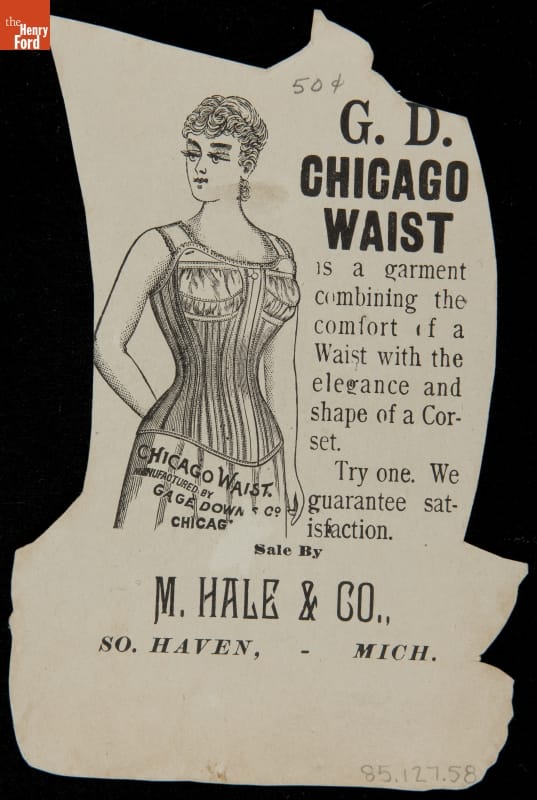 the
Henry
Ford
50¢
G. D.
CHICAGO
WAIST
is a garment
combining the
comfort of a
Waist with the
elegance and
shape of a Cor-
set.
Try one. We
guarantee sat-
isfaction.
CHICAGO WAIST.
MANUFACTURED BY
GAGE DOWNS & CO
CHICAG
Sale By
M. HALE & CO.,
SO. HAVEN, - MICH.
85.127.58